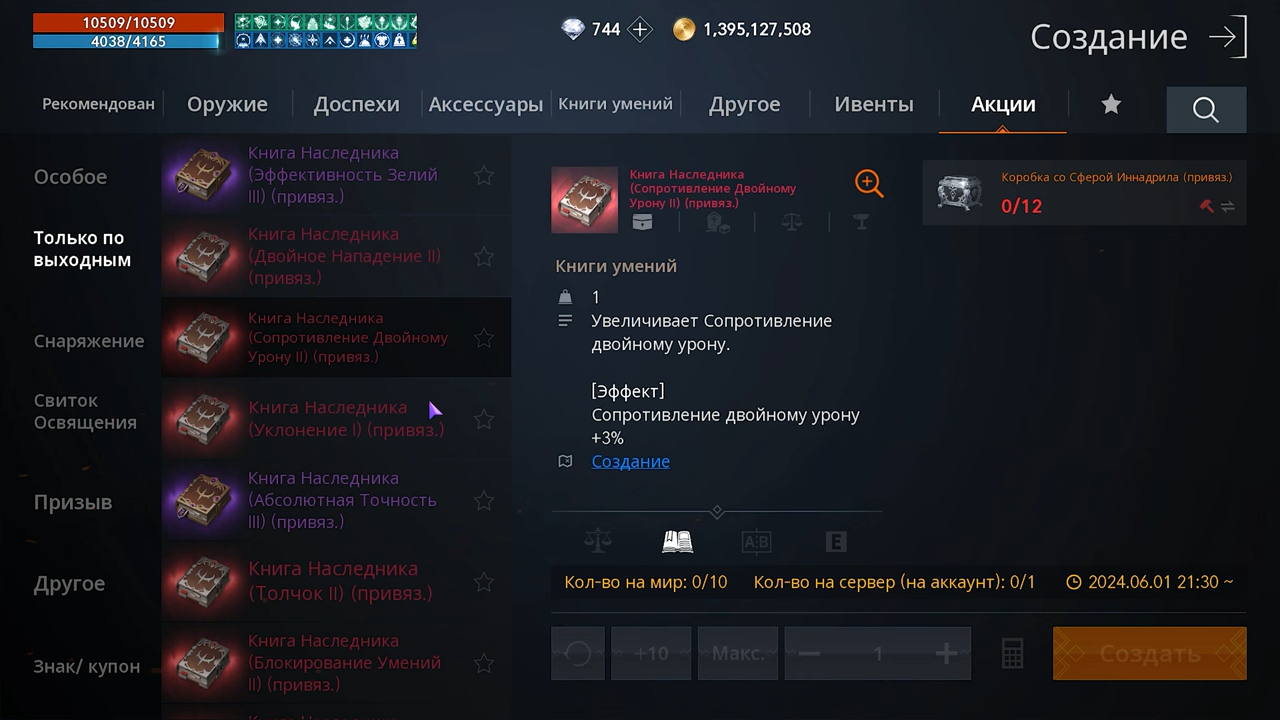 10509/10509
4038/4165
744
1,395,127,508
Создание
Рекомендован
Оружие
Доспехи
Аксессуары
Книги умений
Другое
Ивенты
Акции
Особое
Только по
выходным
Снаряжение
Свиток
Освящения
Призыв
Другое
Знак/ купон
Книга Наследника
(Эффективность Зелий
III) (привяз.)
Книга Наследника
(Двойное Нападение II)
(привяз.)
Книга Наследника
(Сопротивление Двойному
Урону II) (привяз.)
Книга Наследника
(Уклонение I) (привяз.)
Книга Наследника
(Абсолютная Точность
III) (привяз.)
Книга Наследника
(Толчок II) (привяз.)
Книга Наследника
(Блокирование Умений
II) (привяз.)
Книга Наследника
(Сопротивление Двойному
Урону II) (привяз.)
Книги умений
1
Увеличивает Сопротивление
двойному урону.
[Эффект]
Сопротивление двойному урону
+3%
Создание
A B
E
Коробка со Сферой Иннадрила (привяз.)
0/12
Кол-во на мир: 0/10
Кол-во на сервер (на аккаунт): 0/1
2024.06.01 21:30 ~
+10
Макс.
1
Создать